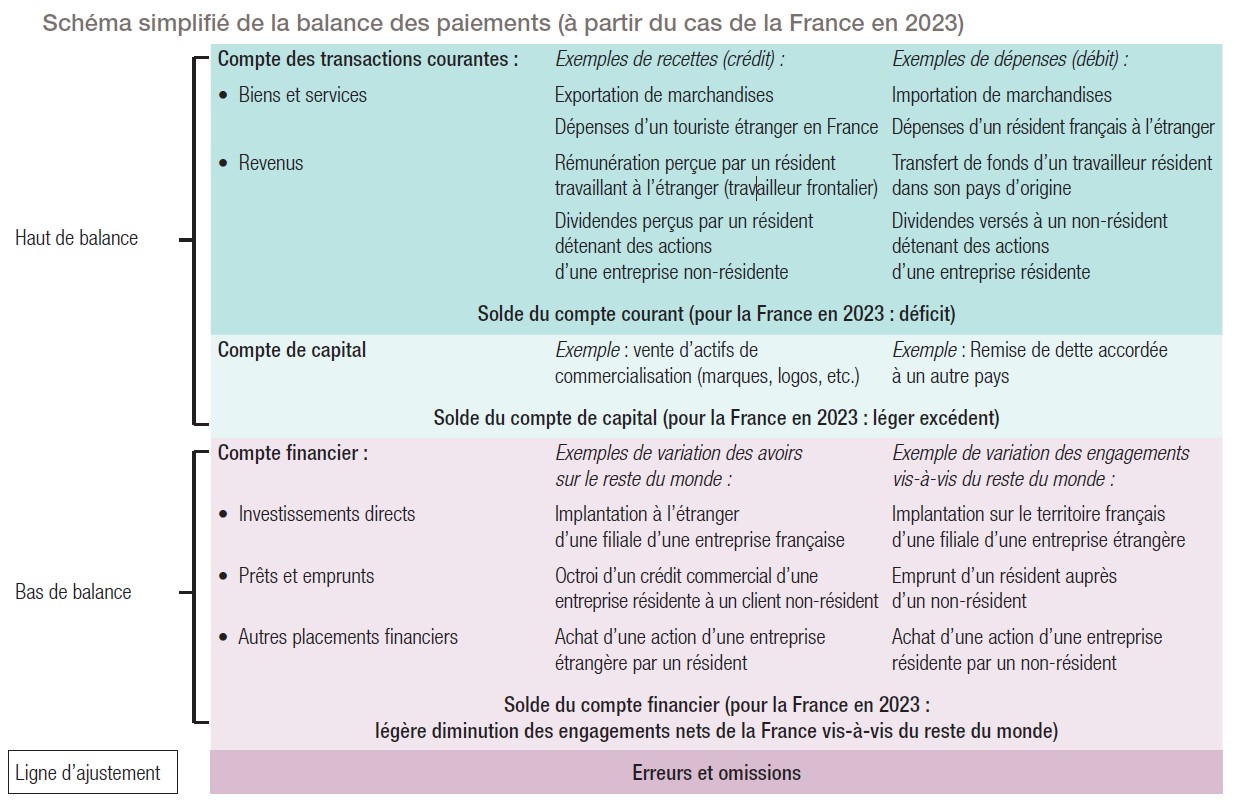 Schéma simplifié de la balance des paiements (à partir du cas de la France en 2023)
Haut de balance
Compte des transactions courantes :
Exemples de recettes (crédit) :
Exemples de dépenses (débit) :
• Biens et services
Exportation de marchandises
Importation de marchandises
Dépenses d’un touriste étranger en France
Dépenses d’un résident français à l’étranger
• Revenus
Rémunération perçue par un résident
travaillant à l’étranger (travailleur frontalier)
Transfert de fonds d’un travailleur résident
dans son pays d’origine
Dividendes perçus par un résident
détenant des actions
d’une entreprise non-résidente
Dividendes versés à un non-résident
détenant des actions
d’une entreprise résidente
Solde du compte courant (pour la France en 2023 : déficit)
Compte de capital
Exemple : vente d’actifs de
commercialisation (marques, logos, etc.)
Exemple : Remise de dette accordée
à un autre pays
Solde du compte de capital (pour la France en 2023 : léger excédent)
Bas de balance
Compte financier :
Exemples de variation des avoirs
sur le reste du monde :
Exemple de variation des engagements
vis-à-vis du reste du monde :
• Investissements directs
Implantation à l’étranger
d’une filiale d’une entreprise française
Implantation sur le territoire français
d’une filiale d’une entreprise étrangère
• Prêts et emprunts
Octroi d’un crédit commercial d’une
entreprise résidente à un client non-résident
Emprunt d’un résident auprès
d’un non-résident
• Autres placements financiers
Achat d’une action d’une entreprise
étrangère par un résident
Achat d’une action d’une entreprise
résidente par un non-résident
Solde du compte financier (pour la France en 2023 :
légère diminution des engagements nets de la France vis-à-vis du reste du monde)
Ligne d’ajustement
Erreurs et omissions